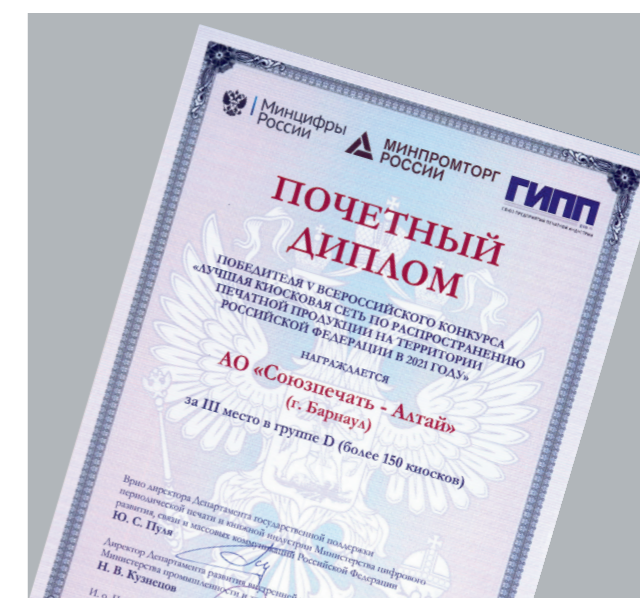 Минцифры
России
МИНПРОМТОРГ
РОССИИ
ГИПП
ПОЧЕТНЫЙ
ДИПЛОМ
ПОБЕДИТЕЛЯ V ВСЕРОССИЙСКОГО КОНКУРСА
«ЛУЧШАЯ КИОСКОВАЯ СЕТЬ ПО РАСПРОСТРАНЕНИЮ
ПЕЧАТНОЙ ПРОДУКЦИИ НА ТЕРРИТОРИИ
РОССИЙСКОЙ ФЕДЕРАЦИИ В 2021 ГОДУ»
НАГРАЖДАЕТСЯ
АО «Союзпечать - Алтай»
(г. Барнаул)
за III место в группе D (более 150 киосков)
Врио директора Департамента государственной поддержки
периодической печати и книжной индустрии Министерства цифрового
развития, связи и массовых коммуникаций Российской Федерации
Ю. С. Пуля
Директор Департамента развития внутренней
Министерства промышленности и
Н. В. Кузнецов